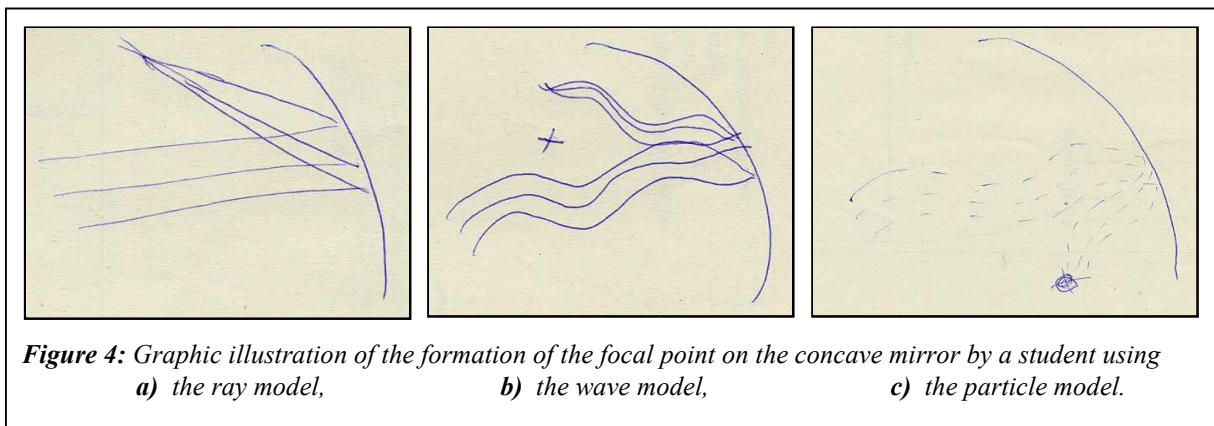 Figure 4: Graphic illustration of the formation of the focal point on the concave mirror by a student using
a) the ray model, b) the wave model, c) the particle model.